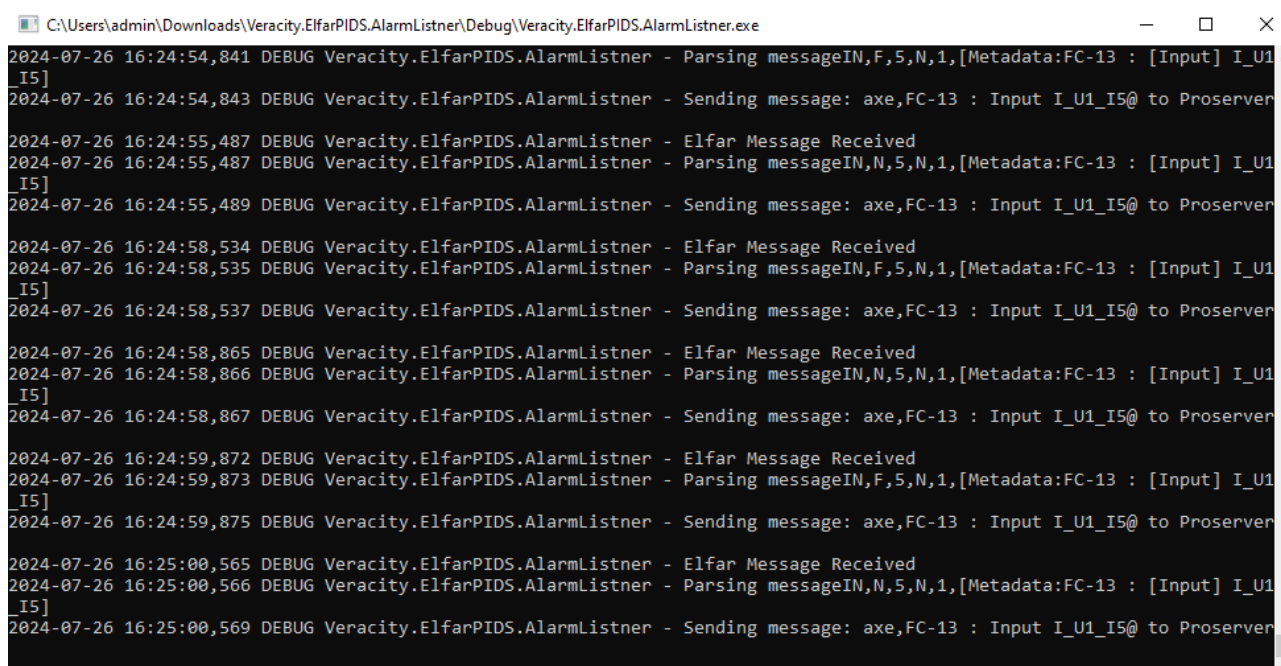 C:\Users\admin\Downloads\Veracity.ElfarPIDS.AlarmListner\Debug\Veracity.ElfarPIDS.AlarmListner.exe
2024-07-26 16:24:54,841 DEBUG Veracity.ElfarPIDS.AlarmListner - Parsing messageIN,F,5,N,1,[Metadata:FC-13 : [Input] I_U1
_I5]
2024-07-26 16:24:54,843 DEBUG Veracity.ElfarPIDS.AlarmListner - Sending message: axe,FC-13 : Input I_U1_I5@ to Proserver
2024-07-26 16:24:55,487 DEBUG Veracity.ElfarPIDS.AlarmListner - Elfar Message Received
2024-07-26 16:24:55,487 DEBUG Veracity.ElfarPIDS.AlarmListner - Parsing messageIN,N,5,N,1,[Metadata:FC-13 : [Input] I_U1
_I5]
2024-07-26 16:24:55,489 DEBUG Veracity.ElfarPIDS.AlarmListner - Sending message: axe,FC-13 : Input I_U1_I5@ to Proserver
2024-07-26 16:24:58,534 DEBUG Veracity.ElfarPIDS.AlarmListner - Elfar Message Received
2024-07-26 16:24:58,535 DEBUG Veracity.ElfarPIDS.AlarmListner - Parsing messageIN,F,5,N,1,[Metadata:FC-13 : [Input] I_U1
_I5]
2024-07-26 16:24:58,537 DEBUG Veracity.ElfarPIDS.AlarmListner - Sending message: axe,FC-13 : Input I_U1_I5@ to Proserver
2024-07-26 16:24:58,865 DEBUG Veracity.ElfarPIDS.AlarmListner - Elfar Message Received
2024-07-26 16:24:58,866 DEBUG Veracity.ElfarPIDS.AlarmListner - Parsing messageIN,N,5,N,1,[Metadata:FC-13 : [Input] I_U1
_I5]
2024-07-26 16:24:58,867 DEBUG Veracity.ElfarPIDS.AlarmListner - Sending message: axe,FC-13 : Input I_U1_I5@ to Proserver
2024-07-26 16:24:59,872 DEBUG Veracity.ElfarPIDS.AlarmListner - Elfar Message Received
2024-07-26 16:24:59,873 DEBUG Veracity.ElfarPIDS.AlarmListner - Parsing messageIN,F,5,N,1,[Metadata:FC-13 : [Input] I_U1
_I5]
2024-07-26 16:24:59,875 DEBUG Veracity.ElfarPIDS.AlarmListner - Sending message: axe,FC-13 : Input I_U1_I5@ to Proserver
2024-07-26 16:25:00,565 DEBUG Veracity.ElfarPIDS.AlarmListner - Elfar Message Received
2024-07-26 16:25:00,566 DEBUG Veracity.ElfarPIDS.AlarmListner - Parsing messageIN,N,5,N,1,[Metadata:FC-13 : [Input] I_U1
_I5]
2024-07-26 16:25:00,569 DEBUG Veracity.ElfarPIDS.AlarmListner - Sending message: axe,FC-13 : Input I_U1_I5@ to Proserver